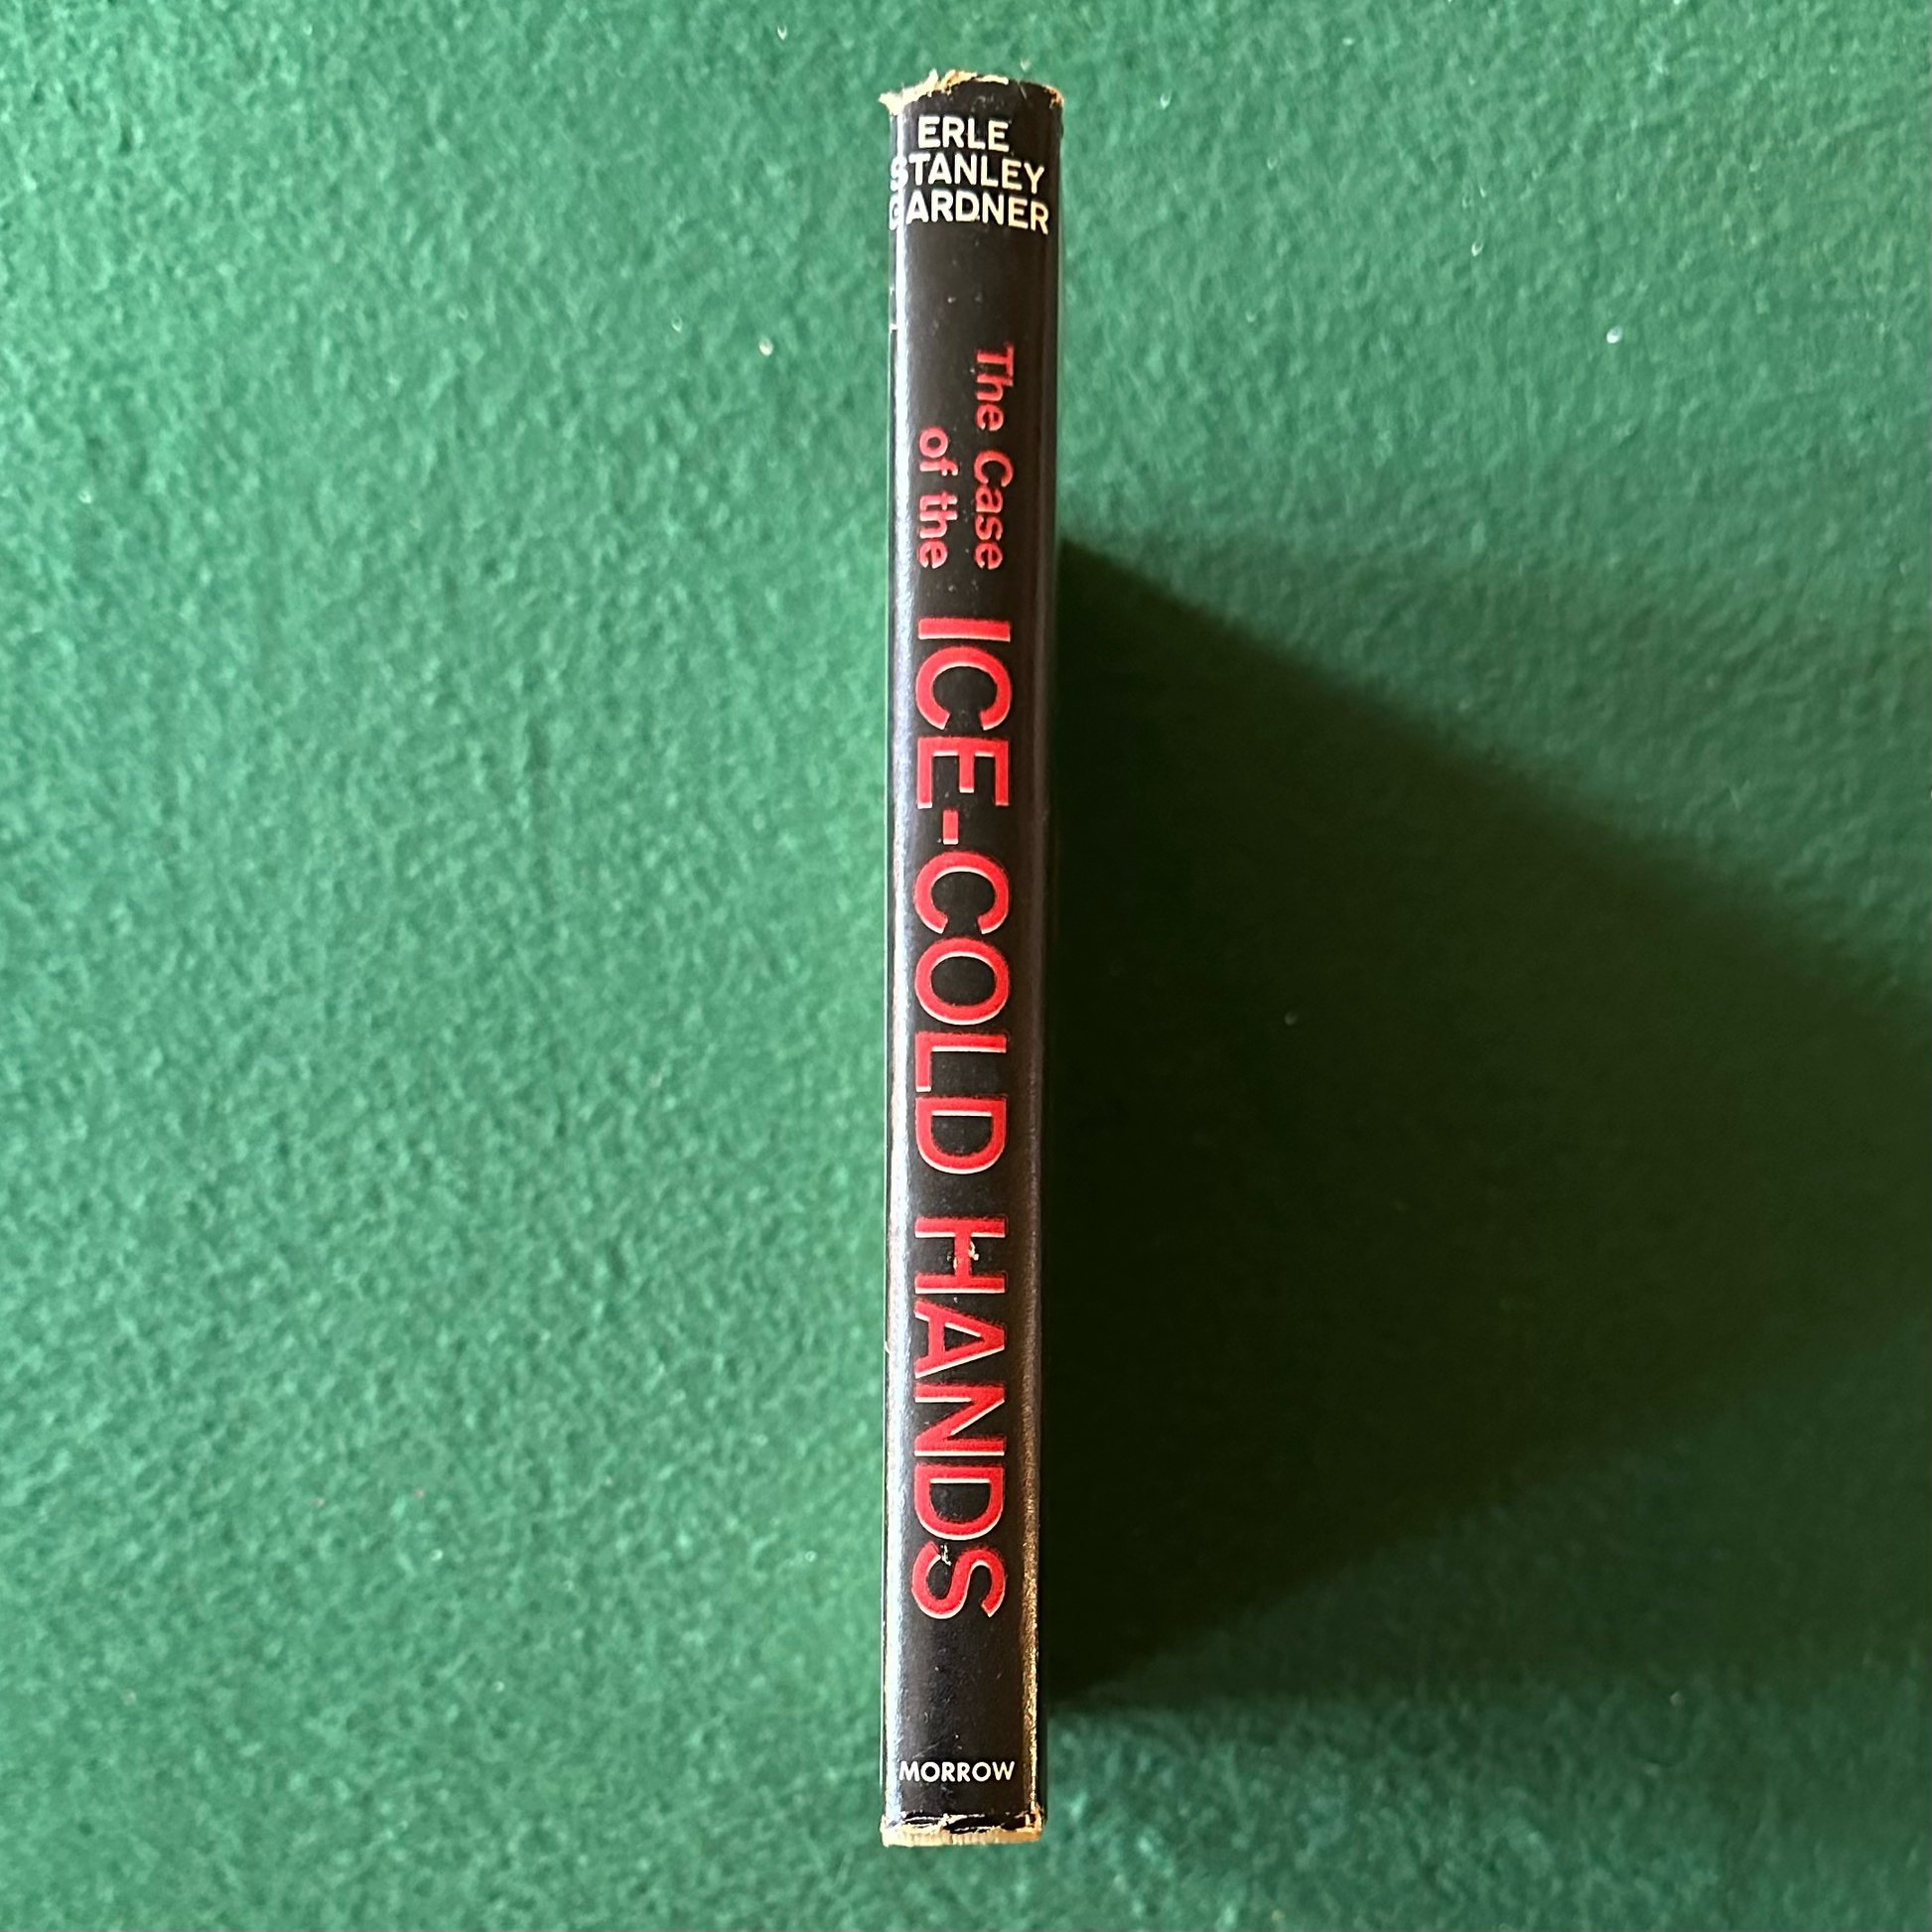 ERLE
STANLEY
GARDNER
The Case
of the
ICE-COLD HANDS
MORROW